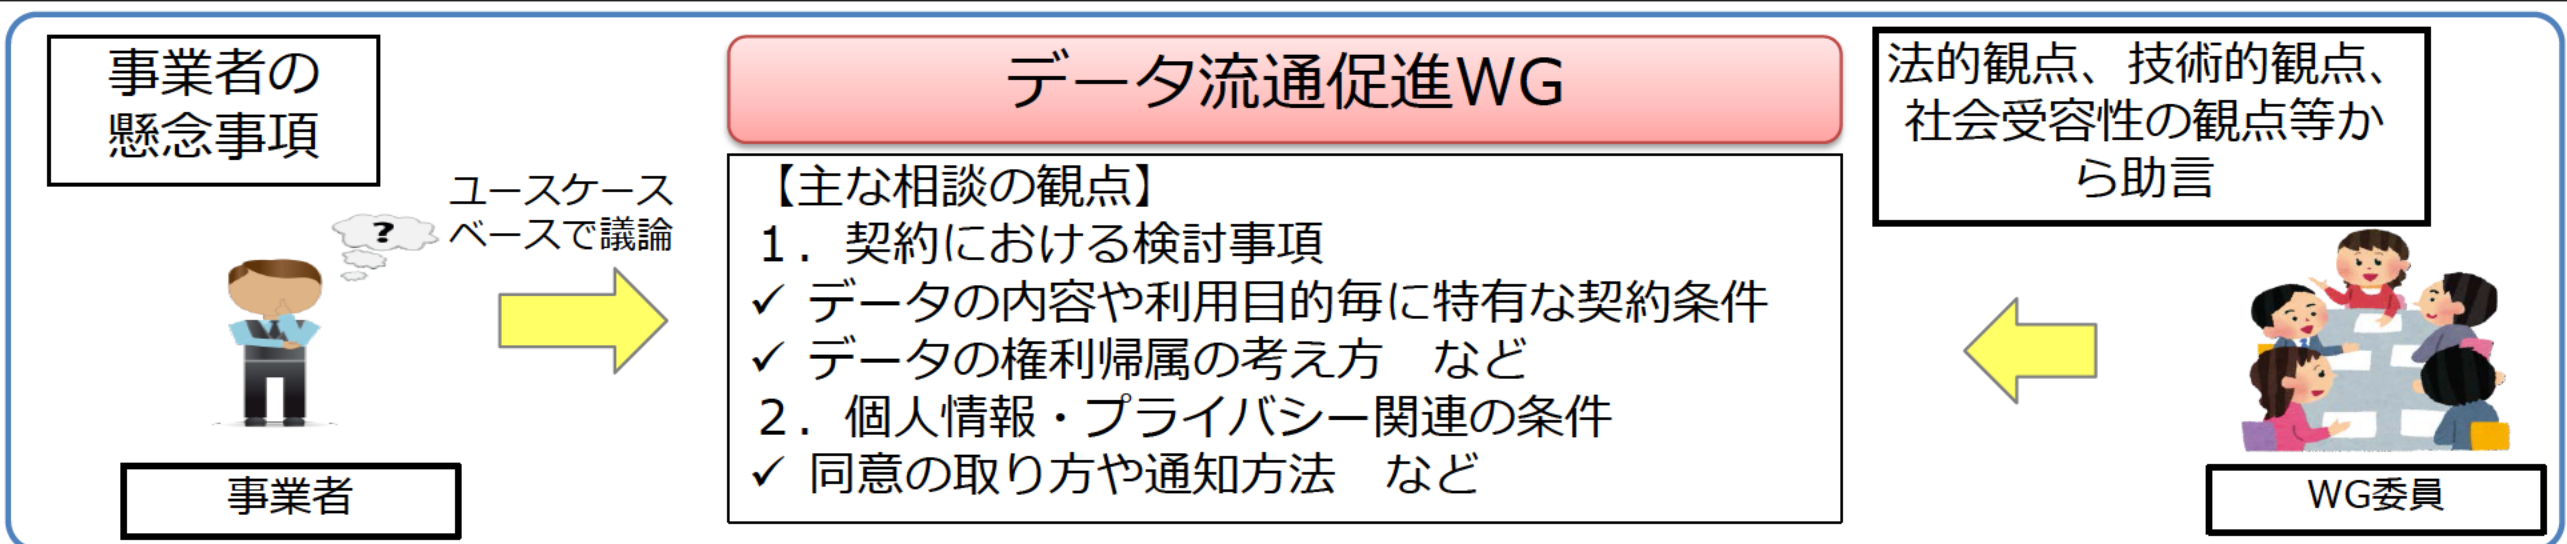 事業者の
懸念事項
ユースケース
ベースで議論
?
事業者
データ流通促進WG
【主な相談の観点】
１．契約における検討事項
✓ データの内容や利用目的毎に特有な契約条件
✓ データの権利帰属の考え方　など
２．個人情報・プライバシー関連の条件
✓ 同意の取り方や通知方法　など
法的観点、技術的観点、
社会受容性の観点等か
ら助言
WG委員